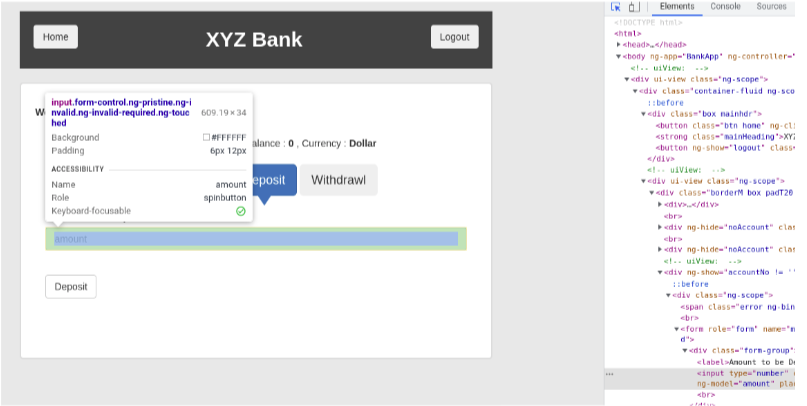 Home
XYZ Bank
Logout
input.form-control.ng-pristine.ng-i
nvalid.ng-invalid-required.ng-touc
hed
609.19 × 34
Background #FFFFFF
Padding 6px 12px
ACCESSIBILITY
Name amount
Role spinbutton
Keyboard-focusable
alance : 0 , Currency : Dollar
eposit
Withdrawl
amount
Deposit
Elements Console Sources
<!DOCTYPE html>
<html>
<head>…</head>
<body ng-app="BankApp" ng-controller="
<!-- uiView: -->
<div ui-view class="ng-scope">
<div class="container-fluid ng-sco
::before
<div class="box mainhdr">
<button class="btn home" ng-cli
<strong class="mainHeading">XYZ
<button ng-show="logout" class=
</div>
<!-- uiView: -->
<div ui-view class="ng-scope">
<div class="borderM box padT20
<div>…</div>
<br>
<div ng-hide="noAccount" clas
<br>
<div ng-hide="noAccount" clas
<!-- uiView: -->
<div ng-show="accountNo != ''
::before
<div class="ng-scope">
<span class="error ng-bin
<br>
<form role="form" name="m
d">
<div class="form-group"
<label>Amount to be De
<input type="number"
ng-model="amount" pla
<br>
</div>